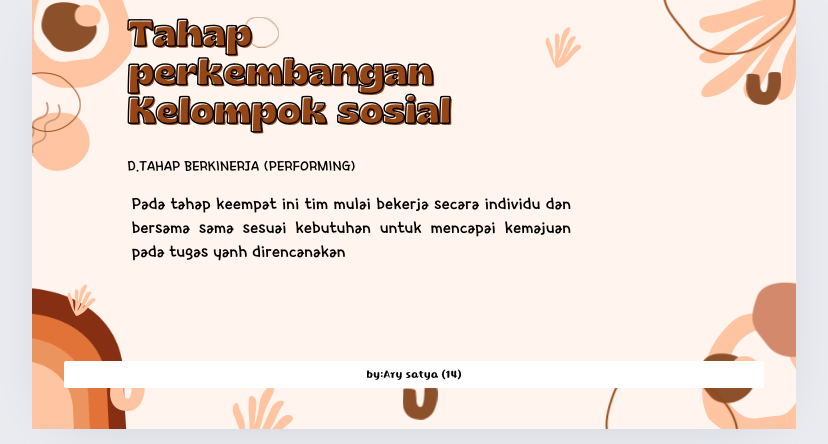 Tahap
perkembangan
Kelompok sosial
D.TAHAP BERKINERJA (PERFORMING)
Pada tahap keempat ini tim mulai bekerja secara individu dan
bersama sama sesuai kebutuhan untuk mencapai kemajuan
pada tugas yanh direncanakan
by:Ary satya (14)